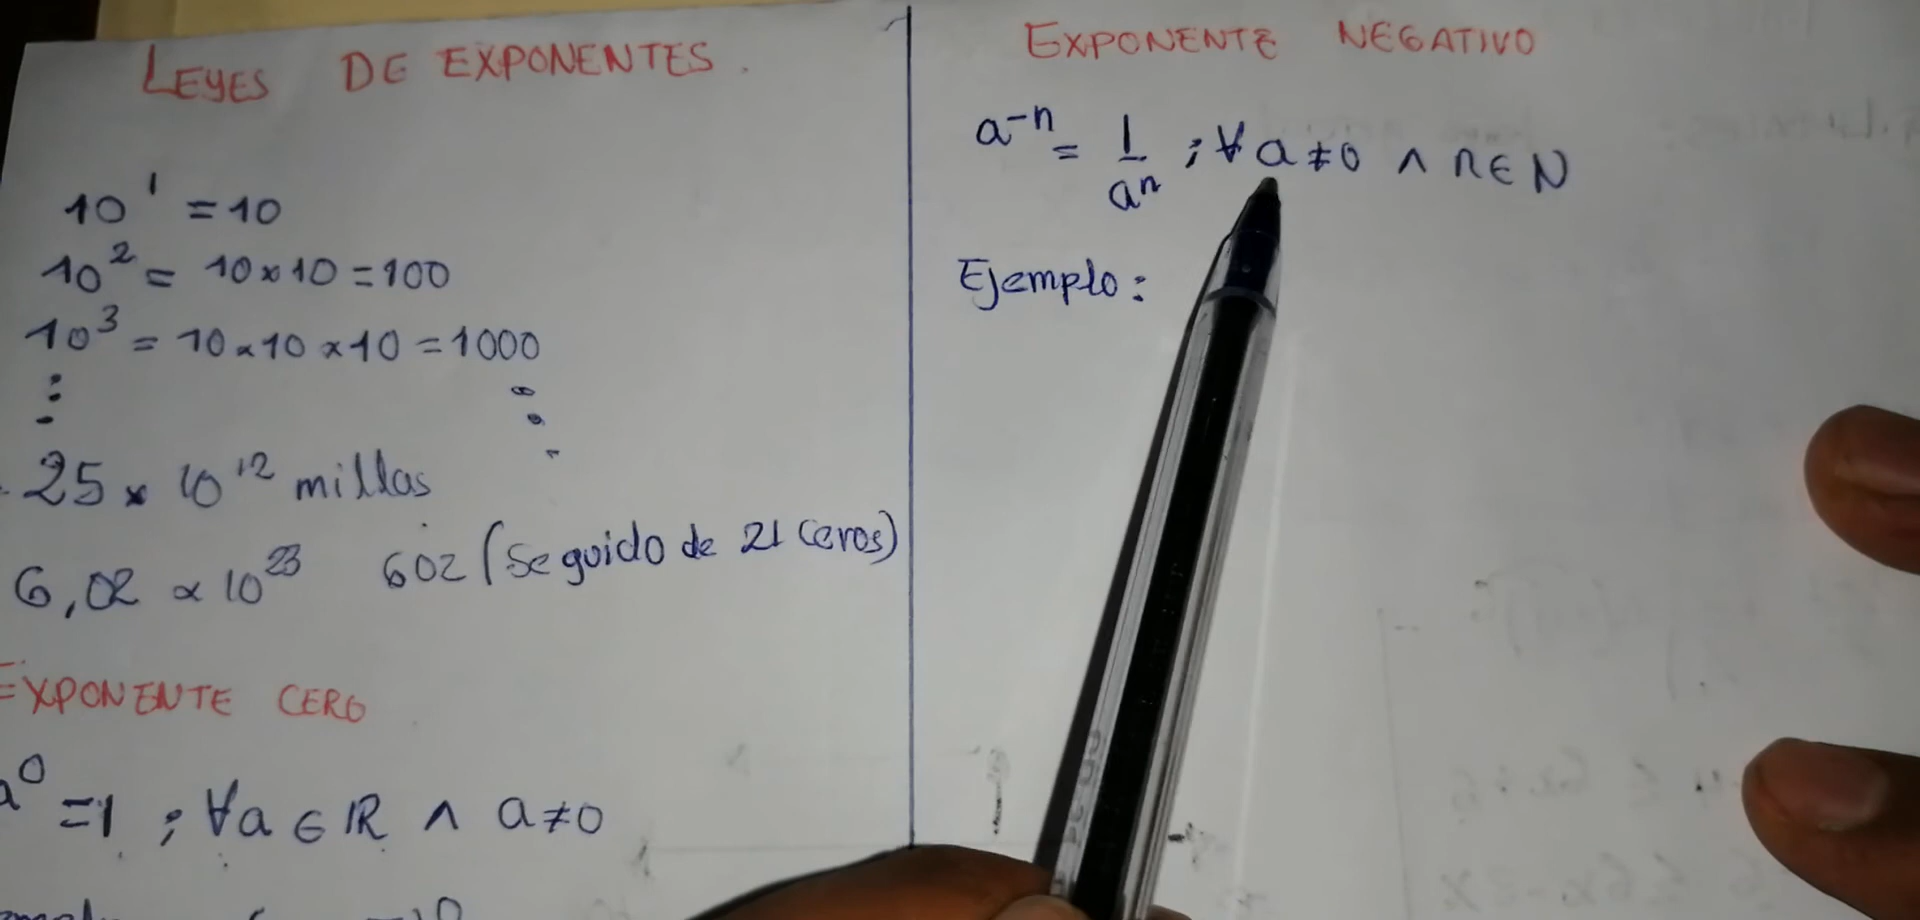 LEYES DE EXPONENTES.
10¹ = 10
10² = 10×10 = 100
10³ = 10×10×10 = 1000
25 × 10¹² millas
6,02 × 10²³ 602 (Seguido de 21 Ceros)
EXPONENTE CERO
a⁰ = 1 ; ∀a ∈ ℝ ∧ a ≠ 0
EXPONENTE NEGATIVO
a⁻ⁿ = 1/aⁿ ; ∀ a ≠ 0 ∧ n ∈ N
Ejemplo: